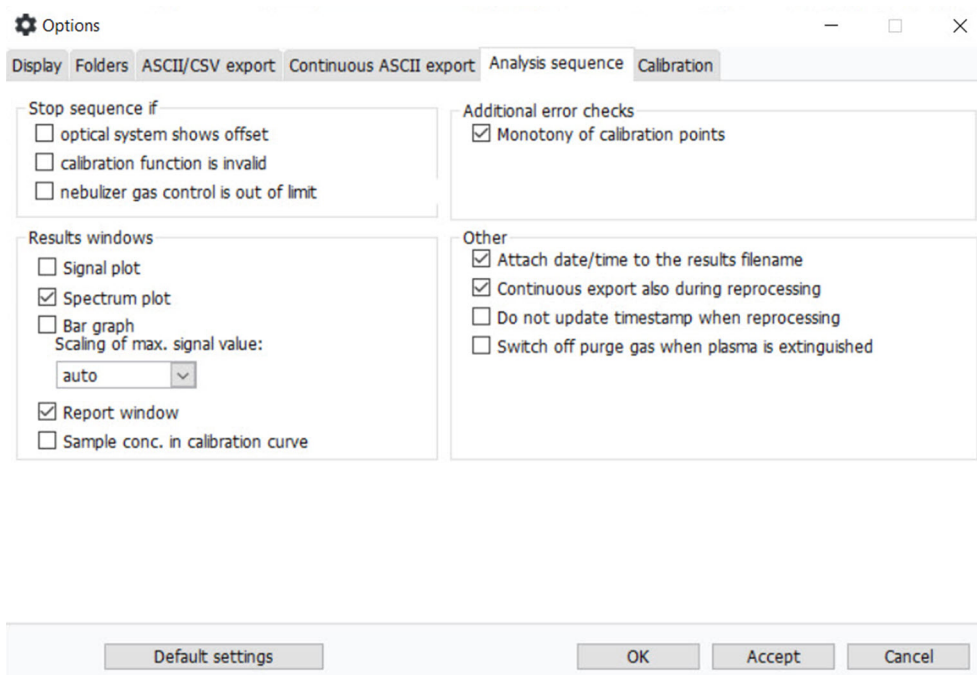 Options
Display Folders ASCII/CSV export Continuous ASCII export Analysis sequence Calibration
Stop sequence if
optical system shows offset
calibration function is invalid
nebulizer gas control is out of limit
Additional error checks
Monotony of calibration points
Results windows
Signal plot
Spectrum plot
Bar graph
Scaling of max. signal value:
auto
Report window
Sample conc. in calibration curve
Other
Attach date/time to the results filename
Continuous export also during reprocessing
Do not update timestamp when reprocessing
Switch off purge gas when plasma is extinguished
Default settings OK Accept Cancel